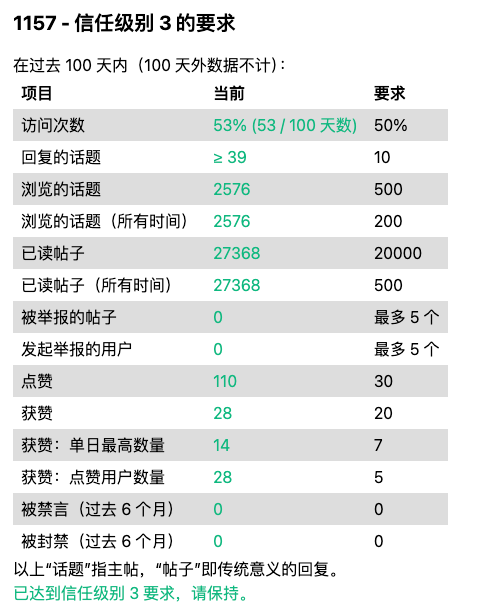 1157 - 信任级别 3 的要求
在过去 100 天内（100 天外数据不计）：
项目 当前 要求
访问次数 53% (53 / 100 天数) 50%
回复的话题 ≥ 39 10
浏览的话题 2576 500
浏览的话题（所有时间） 2576 200
已读帖子 27368 20000
已读帖子（所有时间） 27368 500
被举报的帖子 0 最多 5 个
发起举报的用户 0 最多 5 个
点赞 110 30
获赞 28 20
获赞：单日最高数量 14 7
获赞：点赞用户数量 28 5
被禁言（过去 6 个月） 0 0
被封禁（过去 6 个月） 0 0
以上“话题”指主帖，“帖子”即传统意义的回复。
已达到信任级别 3 要求，请保持。